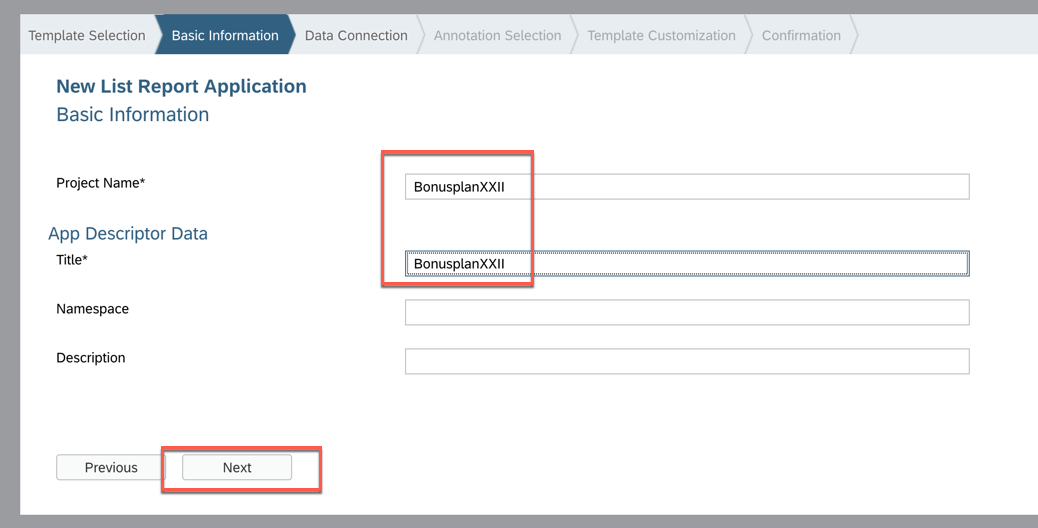 Template Selection Basic Information Data Connection Annotation Selection Template Customization Confirmation
New List Report Application
Basic Information
Project Name* BonusplanXXII
App Descriptor Data
Title* BonusplanXXII
Namespace
Description
Previous Next